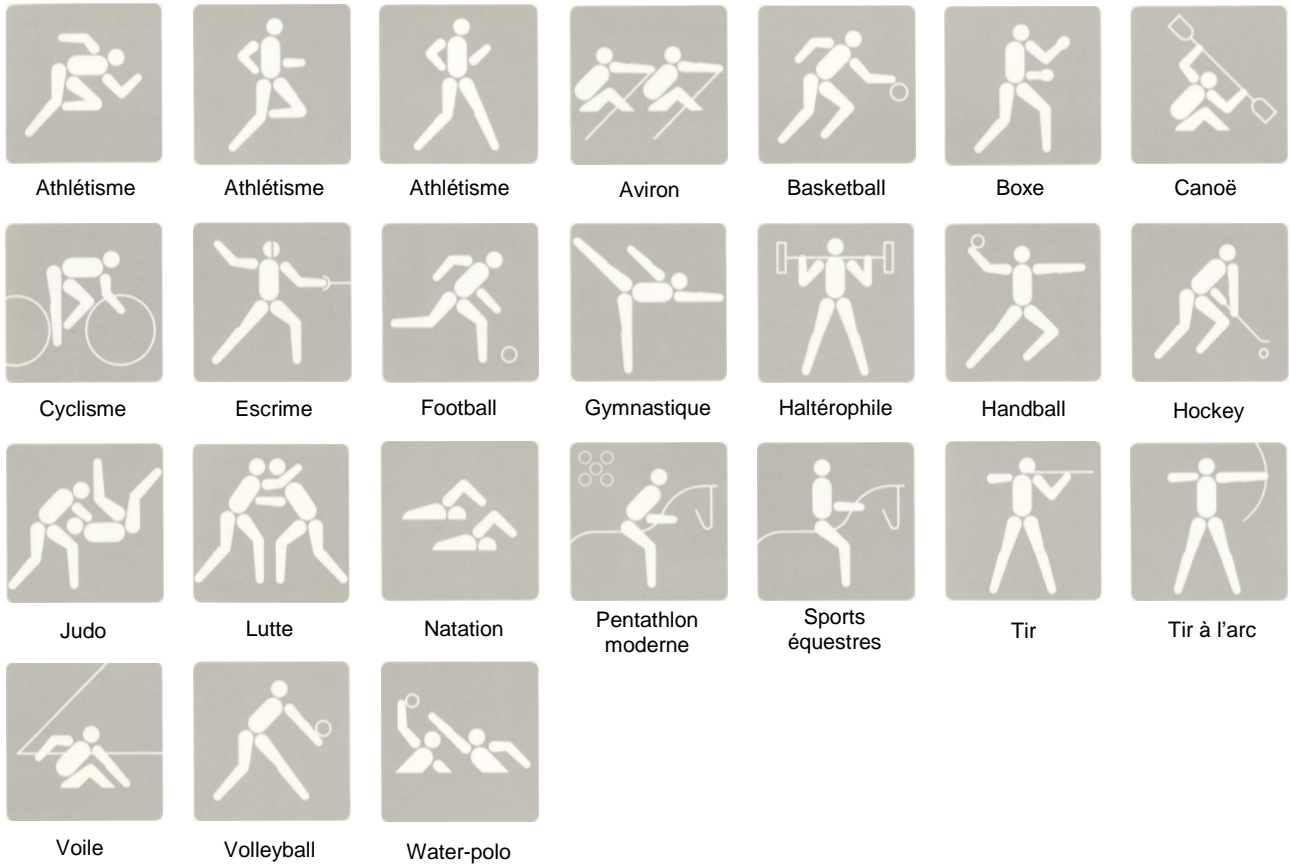 Athlétisme
Athlétisme
Athlétisme
Aviron
Basketball
Boxe
Canoë
Cyclisme
Escrime
Football
Gymnastique
Haltérophile
Handball
Hockey
Judo
Lutte
Natation
Pentathlon
moderne
Sports
équestres
Tir
Tir à l'arc
Voile
Volleyball
Water-polo